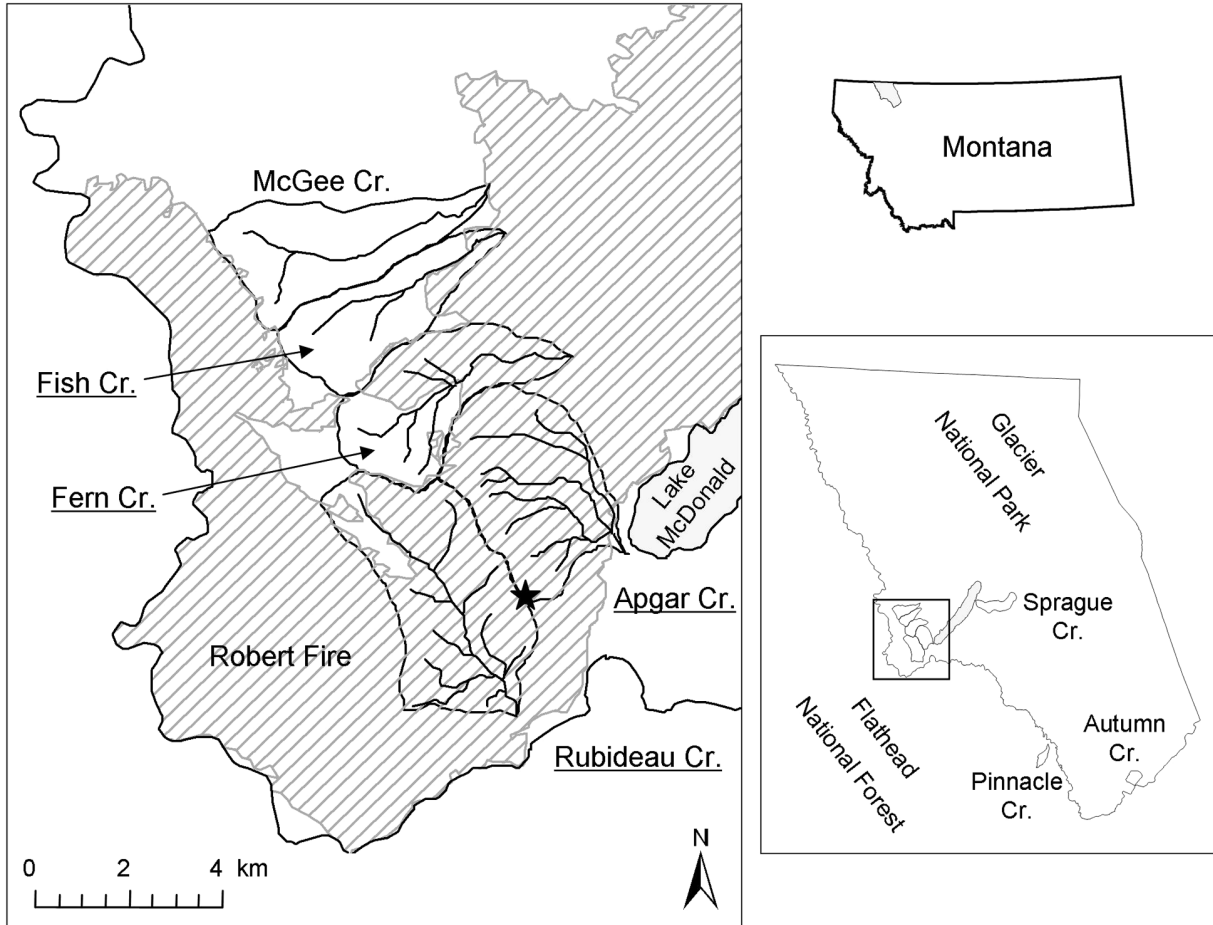 McGee Cr.
Fish Cr.
Fern Cr.
Lake
McDonald
Apgar Cr.
Robert Fire
Rubideau Cr.
N
0 2 4 km
Montana
Glacier
National Park
Sprague
Cr.
Flathead
National Forest
Autumn
Cr.
Pinnacle
Cr.